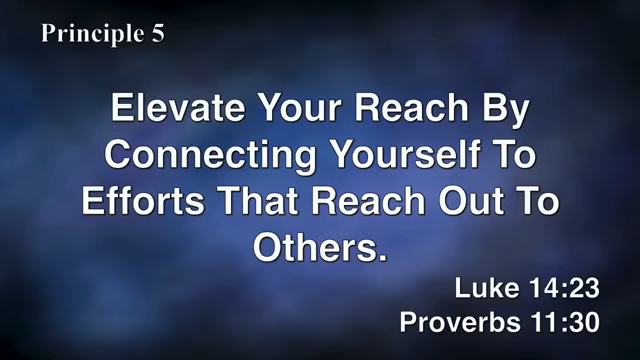 Principle 5
Elevate Your Reach By
Connecting Yourself To
Efforts That Reach Out To
Others.
Luke 14:23
Proverbs 11:30